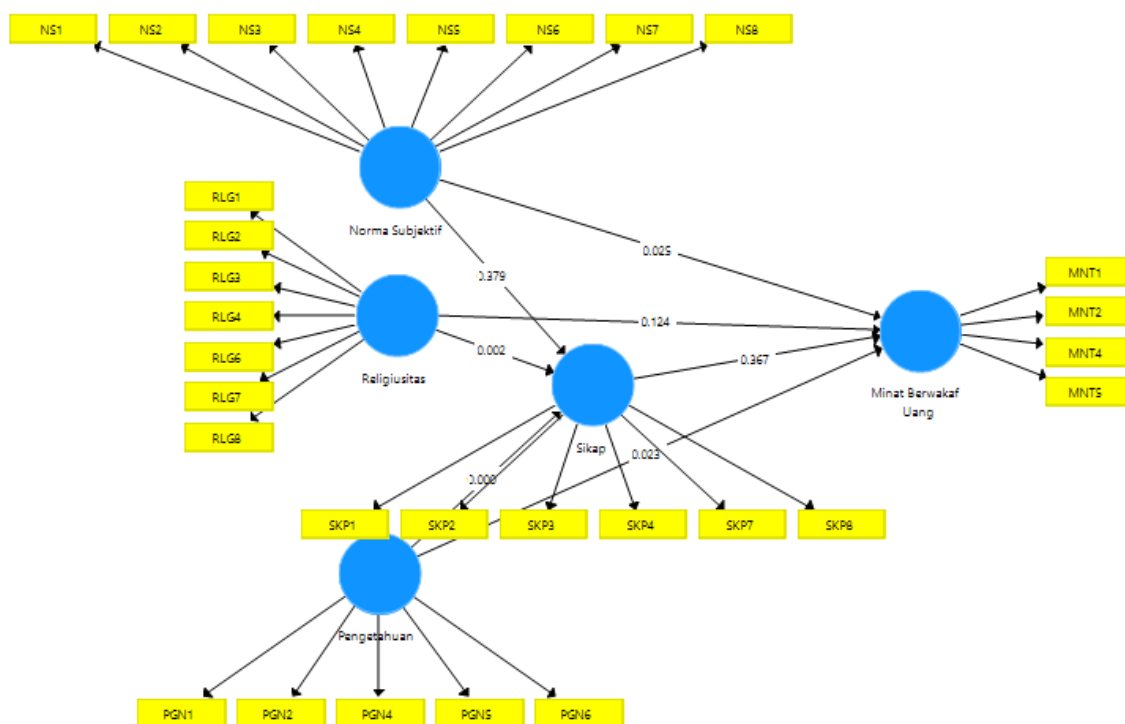 NS1 NS2 NS3 NS4 NS5 NS6 NS7 NS8
Norma Subjektif
RLG1
RLG2
RLG3
RLG4
RLG6
RLG7
RLG8
Religiusitas
0.025
0.379
0.124
0.002
0.367
MNT1
MNT2
MNT4
MNT5
Minat Berwakaf
Uang
Sikap
0.023
0.000
SKP1 SKP2 SKP3 SKP4 SKP7 SKP8
Pengetahuan
PGN1 PGN2 PGN4 PGN5 PGN6